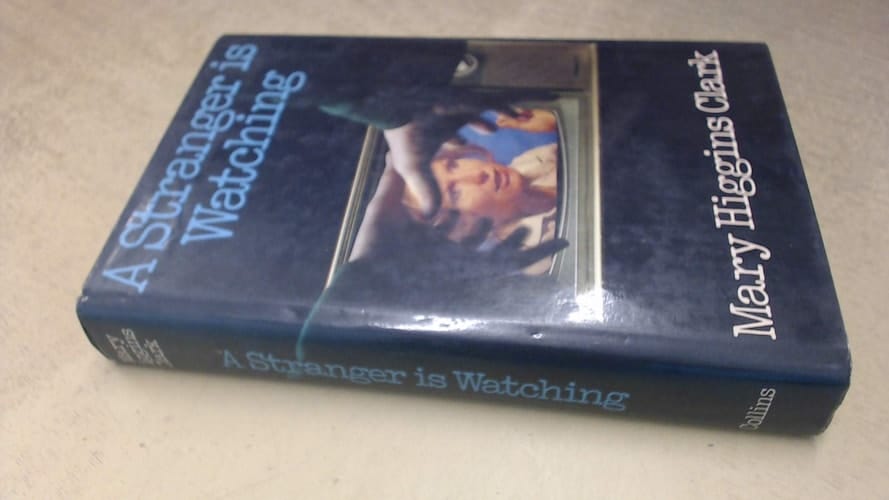 A Stranger is
Watching
Mary Higgins Clark
A Stranger is Watching
Collins